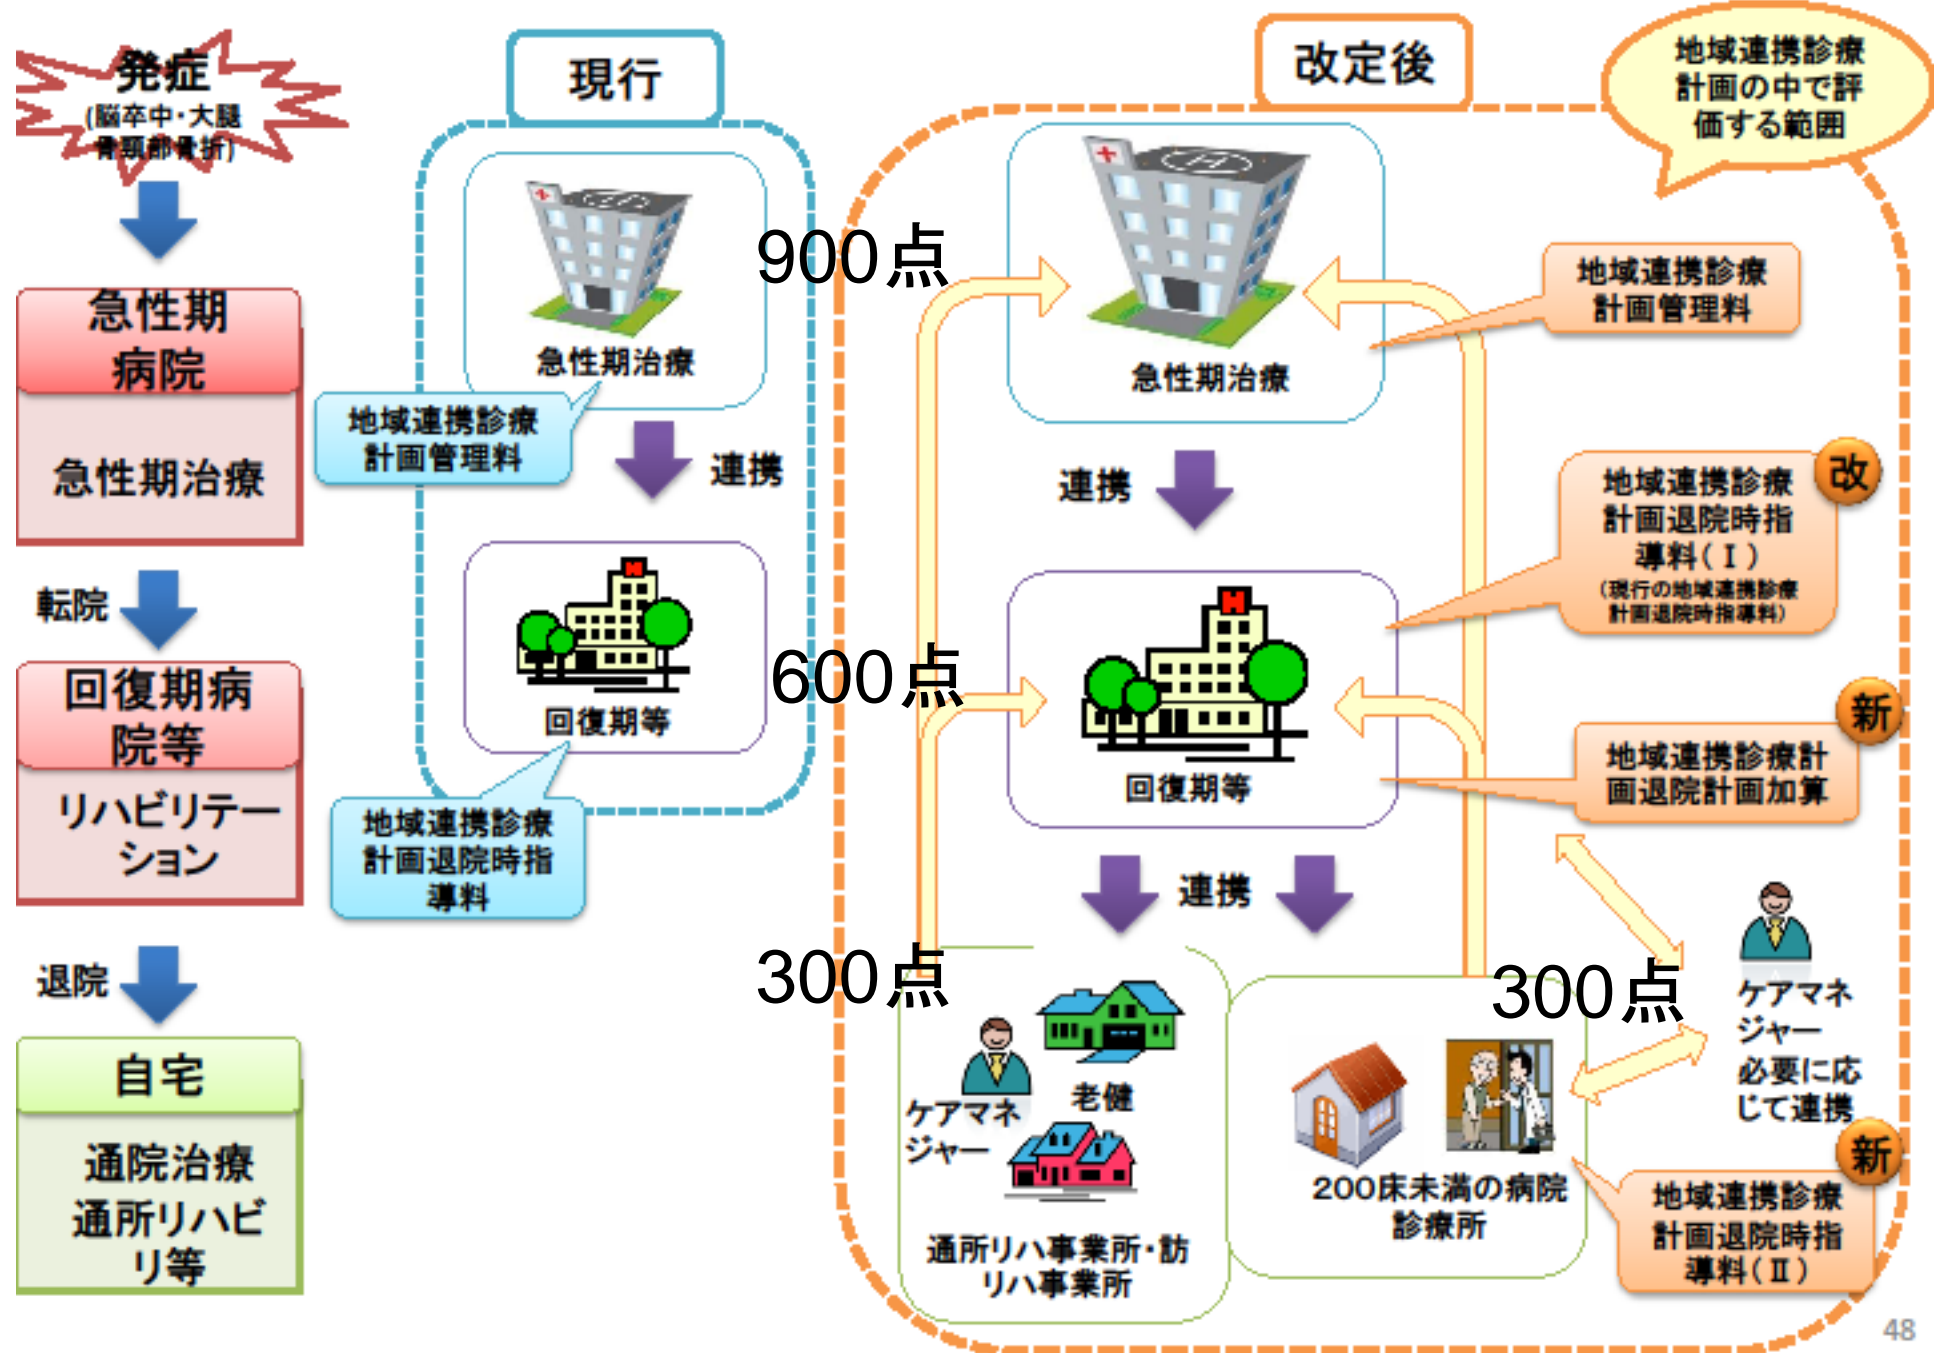 発症
(脳卒中・大腿
骨頸部骨折)
急性期
病院
急性期治療
転院
回復期病
院等
リハビリテー
ション
退院
自宅
通院治療
通所リハビ
リ等
現行
急性期治療
地域連携診療
計画管理料
連携
回復期等
地域連携診療
計画退院時指
導料
改定後
地域連携診療
計画の中で評
価する範囲
900点
急性期治療
地域連携診療
計画管理料
連携
地域連携診療
計画退院時指
導料(Ⅰ)
(現行の地域連携診療
計画退院時指導料)
改
600点
回復期等
新
地域連携診療計
画退院計画加算
連携
300点
ケアマネ
ジャー
老健
通所リハ事業所・訪
リハ事業所
300点
200床未満の病院
診療所
ケアマネ
ジャー
必要に応
じて連携
新
地域連携診療
計画退院時指
導料(Ⅱ)
48